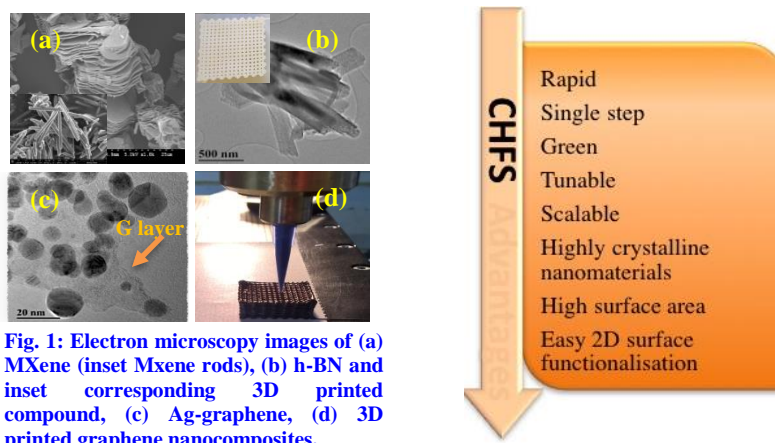 (a)
(b)
500 nm
(c)
G layer
20 nm
(d)
Fig. 1: Electron microscopy images of (a)
MXene (inset Mxene rods), (b) h-BN and
inset corresponding 3D printed
compound, (c) Ag-graphene, (d) 3D
printed graphene nanocomposites.
CHFS
Advantages
Rapid
Single step
Green
Tunable
Scalable
Highly crystalline
nanomaterials
High surface area
Easy 2D surface
functionalisation